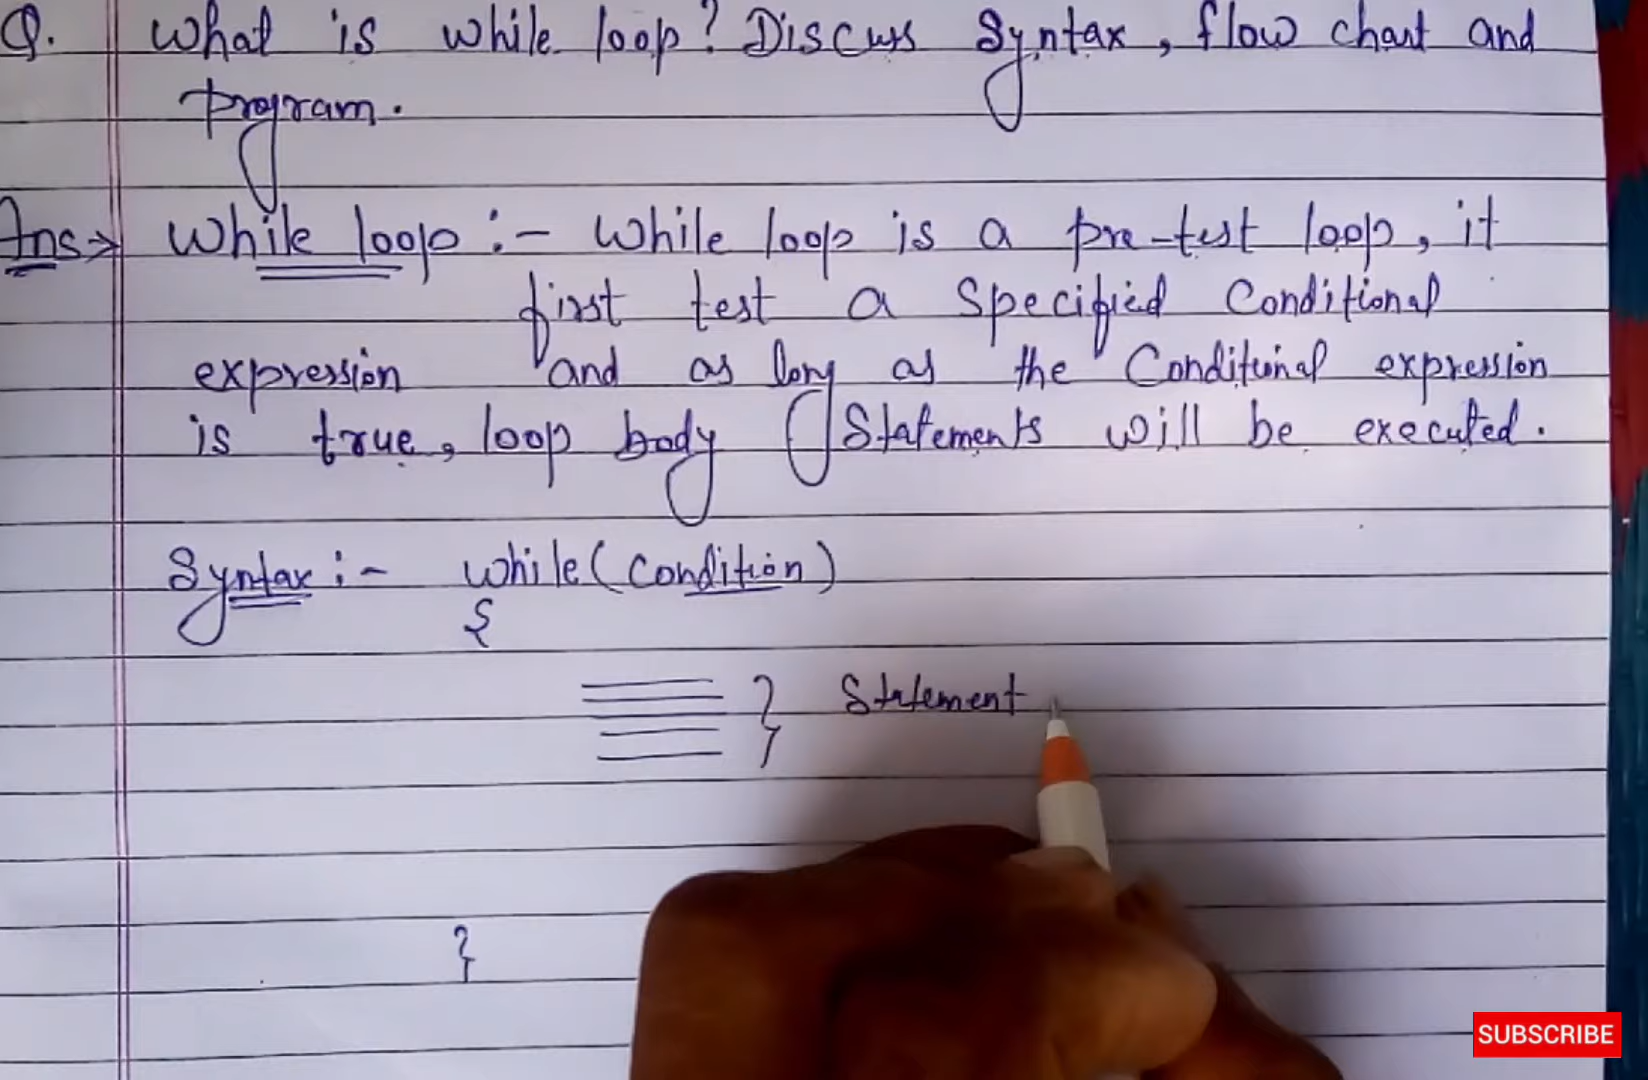 Q. What is while loop? Discuss Syntax, flow chart and
program.
Ans⇒ While loop :- While loop is a pre-test loop, it
first test a specified Conditional
expression and as long as the Conditional expression
is true, loop body Statements will be executed.
Syntax :- while(condition)
{
} Statement
}
SUBSCRIBE